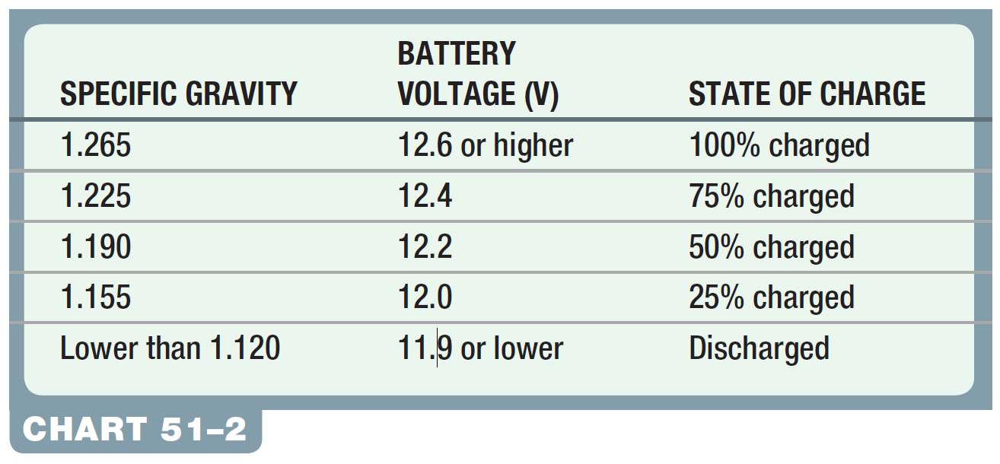 SPECIFIC GRAVITY BATTERY VOLTAGE (V) STATE OF CHARGE
1.265 12.6 or higher 100% charged
1.225 12.4 75% charged
1.190 12.2 50% charged
1.155 12.0 25% charged
Lower than 1.120 11.9 or lower Discharged
CHART 51–2